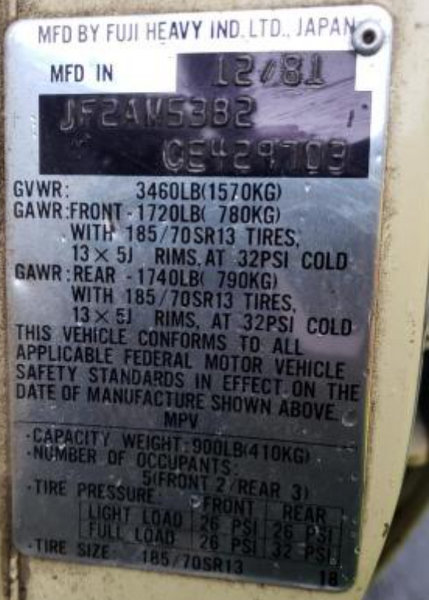 MFD BY FUJI HEAVY IND. LTD., JAPAN
MFD IN 12/81
JF2AM53B2
CE429703
GVWR: 3460LB(1570KG)
GAWR:FRONT-1720LB( 780KG)
WITH 185/70SR13 TIRES,
13×5J RIMS, AT 32PSI COLD
GAWR:REAR -1740LB( 790KG)
WITH 185/70SR13 TIRES,
13×5J RIMS, AT 32PSI COLD
THIS VEHICLE CONFORMS TO ALL
APPLICABLE FEDERAL MOTOR VEHICLE
SAFETY STANDARDS IN EFFECT ON THE
DATE OF MANUFACTURE SHOWN ABOVE.
MPV
·CAPACITY WEIGHT:900LB(410KG)
·NUMBER OF OCCUPANTS:
5(FRONT 2/REAR 3)
·TIRE PRESSURE: FRONT REAR
LIGHT LOAD 26 PSI 26 PSI
FULL LOAD 26 PSI 32 PSI
·TIRE SIZE: 185/70SR13
18